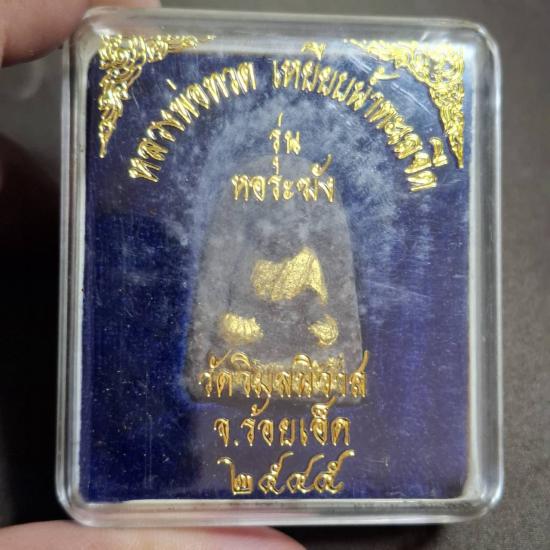 หลวงพ่อทวด เหยียบน้ำทะเลจืด
รุ่น
หอระฆัง
วัดวิมลนิวาส
จ.ร้อยเอ็ด
๒๕๔๕